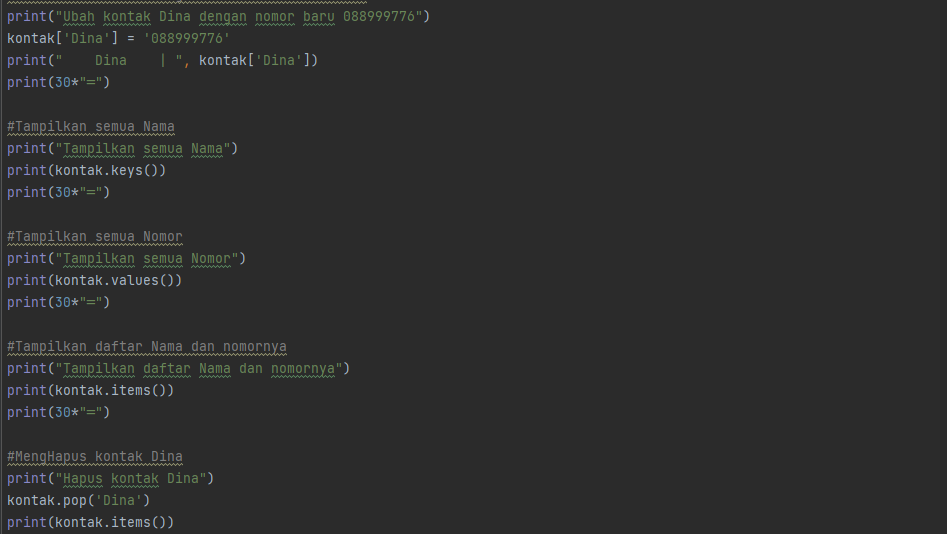 print("Ubah kontak Dina dengan nomor baru 088999776")
kontak['Dina'] = '088999776'
print("    Dina    | ", kontak['Dina'])
print(30*"=")
#Tampilkan semua Nama
print("Tampilkan semua Nama")
print(kontak.keys())
print(30*"=")
#Tampilkan semua Nomor
print("Tampilkan semua Nomor")
print(kontak.values())
print(30*"=")
#Tampilkan daftar Nama dan nomornya
print("Tampilkan daftar Nama dan nomornya")
print(kontak.items())
print(30*"=")
#MengHapus kontak Dina
print("Hapus kontak Dina")
kontak.pop('Dina')
print(kontak.items())